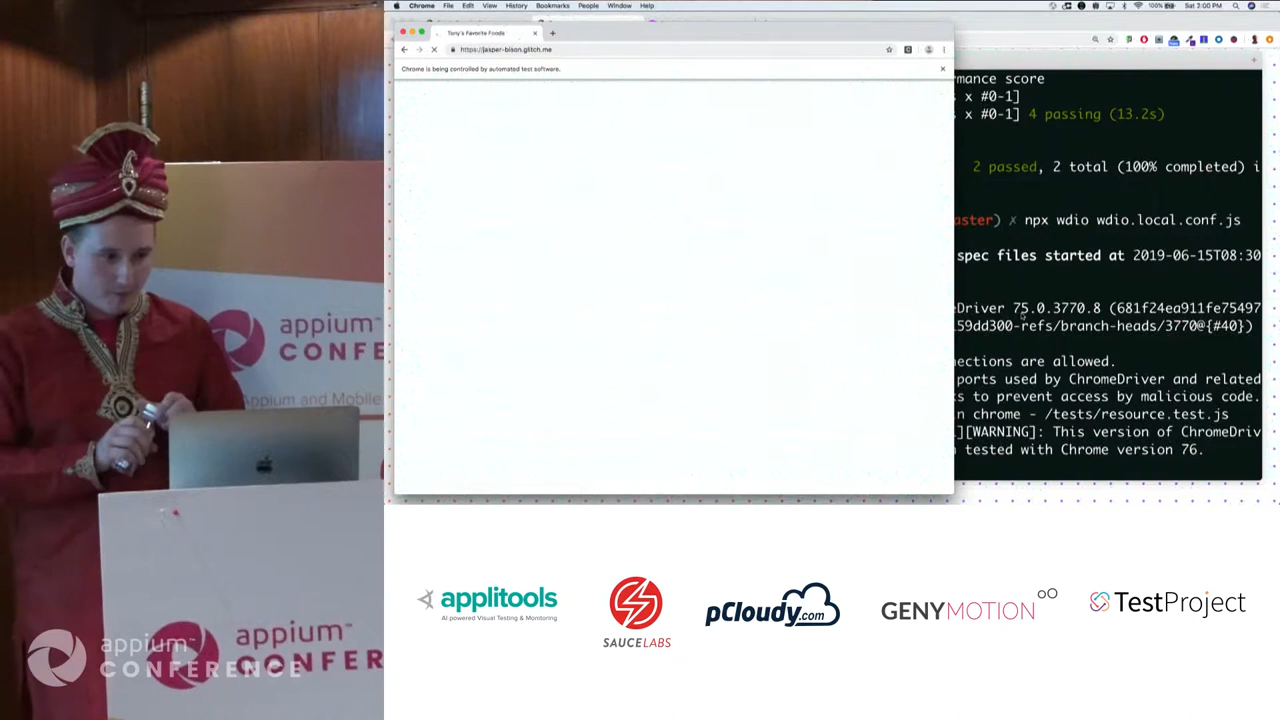 Chrome File Edit View History Bookmarks People Window Help
100% Sat 2:00 PM
Tony's Favorite Foods
https://jasper-bison.glitch.me
Chrome is being controlled by automated test software.
rmance score
s x #0-1]
s x #0-1] 4 passing (13.2s)
2 passed, 2 total (100% completed) i
aster) ✗ npx wdio wdio.local.conf.js
spec files started at 2019-06-15T08:30
eDriver 75.0.3770.8 (681f24ea911fe75497
159dd300-refs/branch-heads/3770@{#40})
nections are allowed.
ports used by ChromeDriver and related
ks to prevent access by malicious code.
n chrome - /tests/resource.test.js
][WARNING]: This version of ChromeDriv
n tested with Chrome version 76.
appium
CONFE
Appium and Mobile
appium™
CONFER
appium
CONFERENCE
applitools
AI powered Visual Testing & Monitoring
SAUCELABS
pCloudy.com
GENYMOTION
TestProject